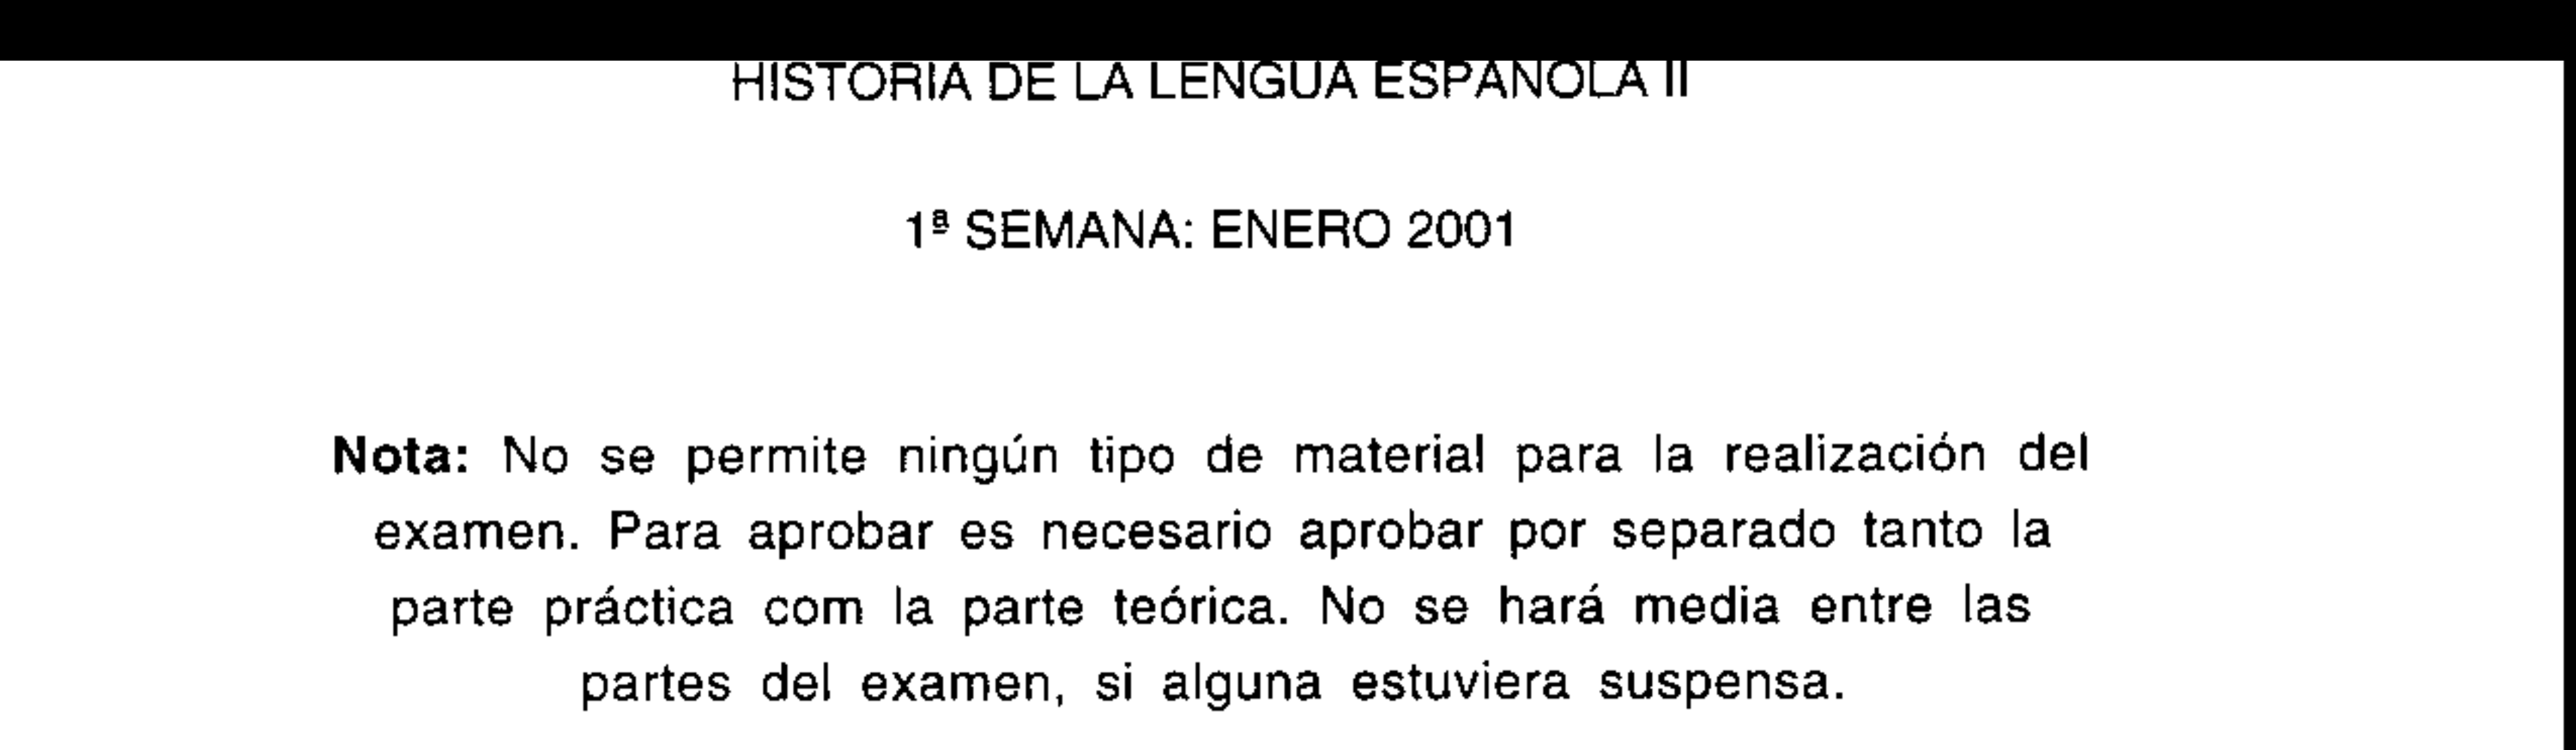 HISTORIA DE LA LENGUA ESPAÑOLA II
1ª SEMANA: ENERO 2001
Nota: No se permite ningún tipo de material para la realización del
examen. Para aprobar es necesario aprobar por separado tanto la
parte práctica com la parte teórica. No se hará media entre las
partes del examen, si alguna estuviera suspensa.